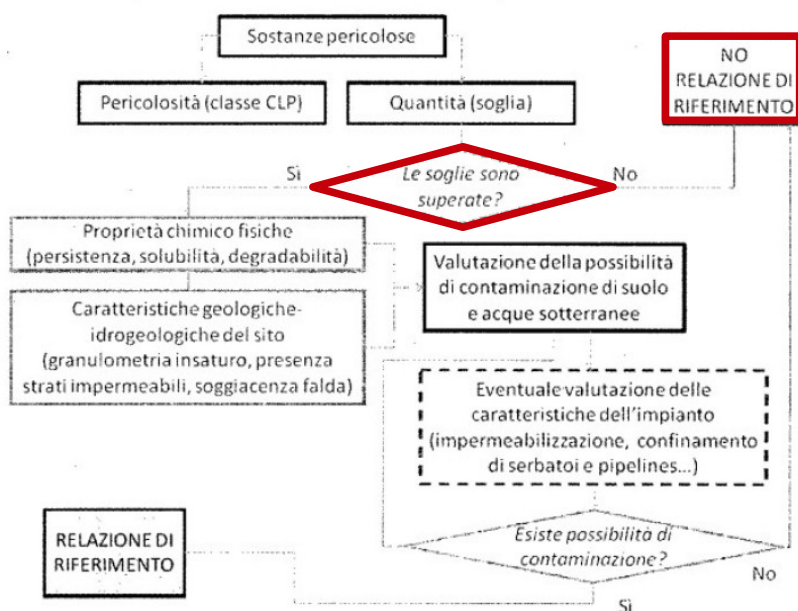 Sostanze pericolose
NO
RELAZIONE DI
RIFERIMENTO
Pericolosità (classe CLP)
Quantità (soglia)
Sì
Le soglie sono
superate?
No
Proprietà chimico fisiche
(persistenza, solubilità, degradabilità)
Valutazione della possibilità
di contaminazione di suolo
e acque sotterranee
Caratteristiche geologiche-
idrogeologiche del sito
(granulometria insaturo, presenza
strati impermeabili, soggiacenza falda)
Eventuale valutazione delle
caratteristiche dell'impianto
(impermeabilizzazione, confinamento
di serbatoi e pipelines...)
RELAZIONE DI
RIFERIMENTO
Esiste possibilità di
contaminazione?
No
Sì